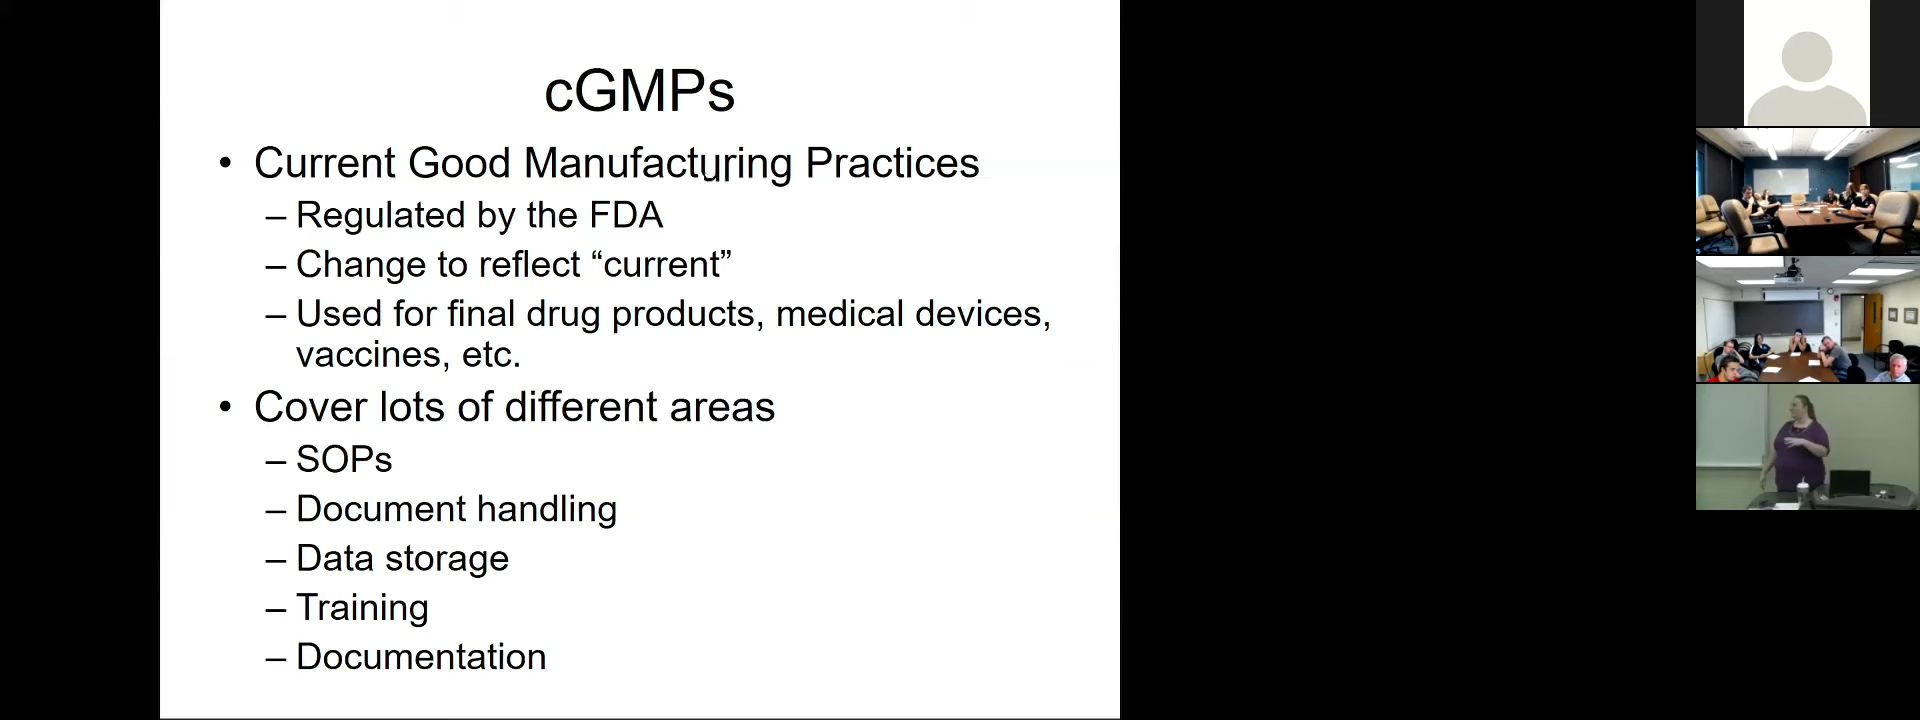 cGMPs
• Current Good Manufacturing Practices
– Regulated by the FDA
– Change to reflect “current”
– Used for final drug products, medical devices,
vaccines, etc.
• Cover lots of different areas
– SOPs
– Document handling
– Data storage
– Training
– Documentation